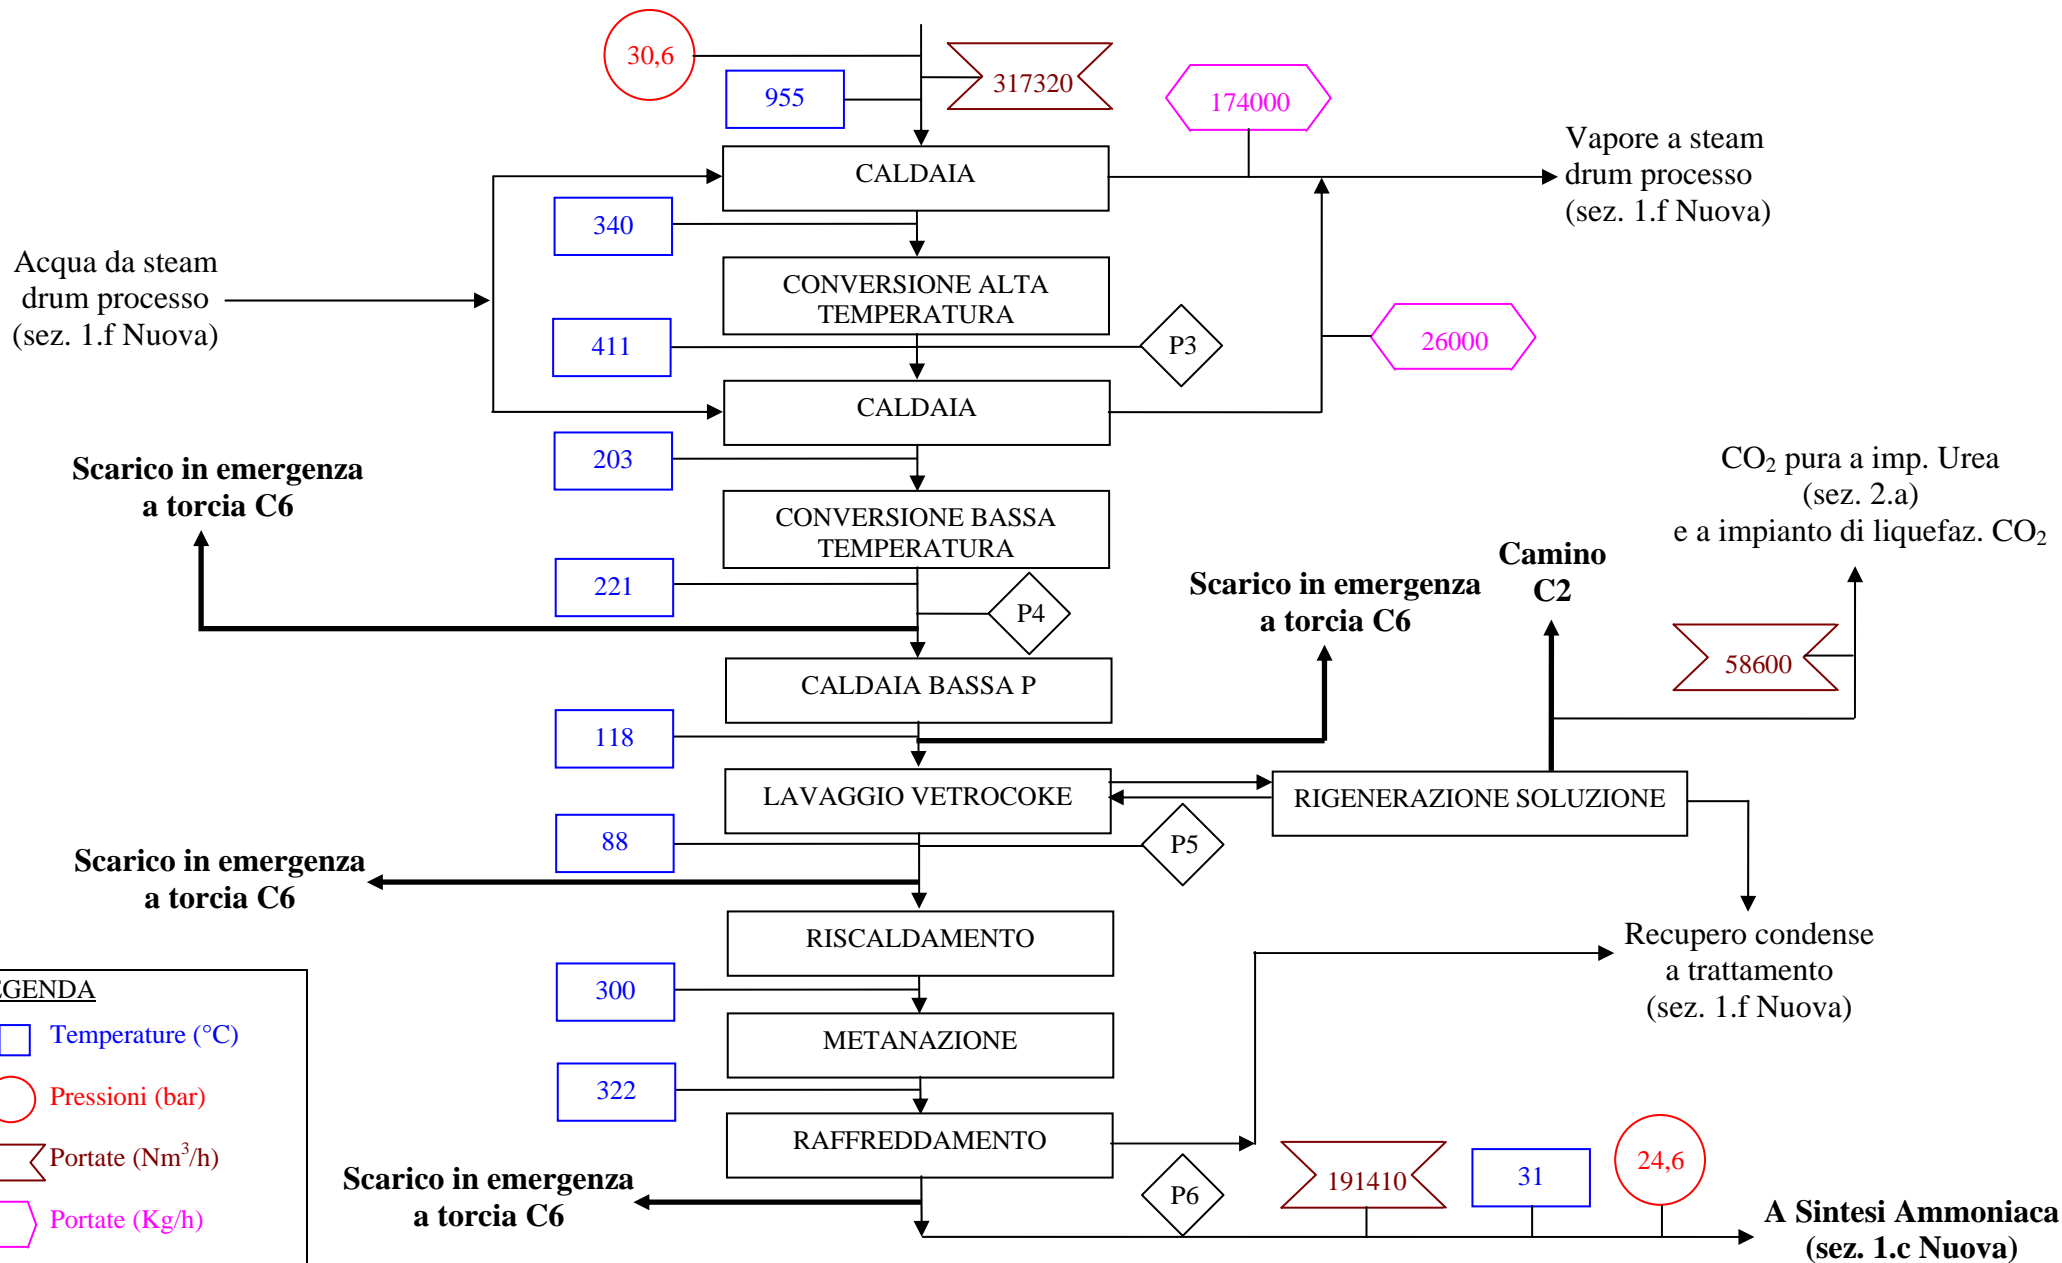 30,6
317320
955
174000
CALDAIA
Vapore a steam
drum processo
(sez. 1.f Nuova)
340
Acqua da steam
drum processo
(sez. 1.f Nuova)
CONVERSIONE ALTA
TEMPERATURA
411
P3
26000
CALDAIA
203
Scarico in emergenza
a torcia C6
CO₂ pura a imp. Urea
(sez. 2.a)
e a impianto di liquefaz. CO₂
CONVERSIONE BASSA
TEMPERATURA
221
P4
Scarico in emergenza
a torcia C6
Camino
C2
58600
CALDAIA BASSA P
118
LAVAGGIO VETROCOKE
RIGENERAZIONE SOLUZIONE
88
P5
Scarico in emergenza
a torcia C6
RISCALDAMENTO
Recupero condense
a trattamento
(sez. 1.f Nuova)
300
METANAZIONE
322
RAFFREDDAMENTO
Scarico in emergenza
a torcia C6
P6
191410
31
24,6
A Sintesi Ammoniaca
(sez. 1.c Nuova)
EGENDA
Temperature (°C)
Pressioni (bar)
Portate (Nm³/h)
Portate (Kg/h)